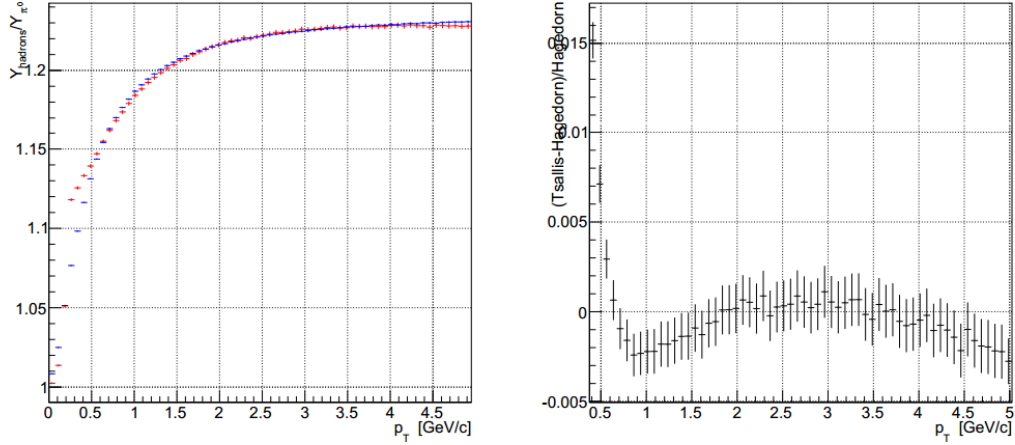 Y_hadrons/Y_π⁰
1.2
1.15
1.1
1.05
1
0 0.5 1 1.5 2 2.5 3 3.5 4 4.5
p_T [GeV/c]
(Tsallis-Hagedorn)/Hagedorn
0.015
0.01
0.005
0
-0.005
0.5 1 1.5 2 2.5 3 3.5 4 4.5 5
p_T [GeV/c]